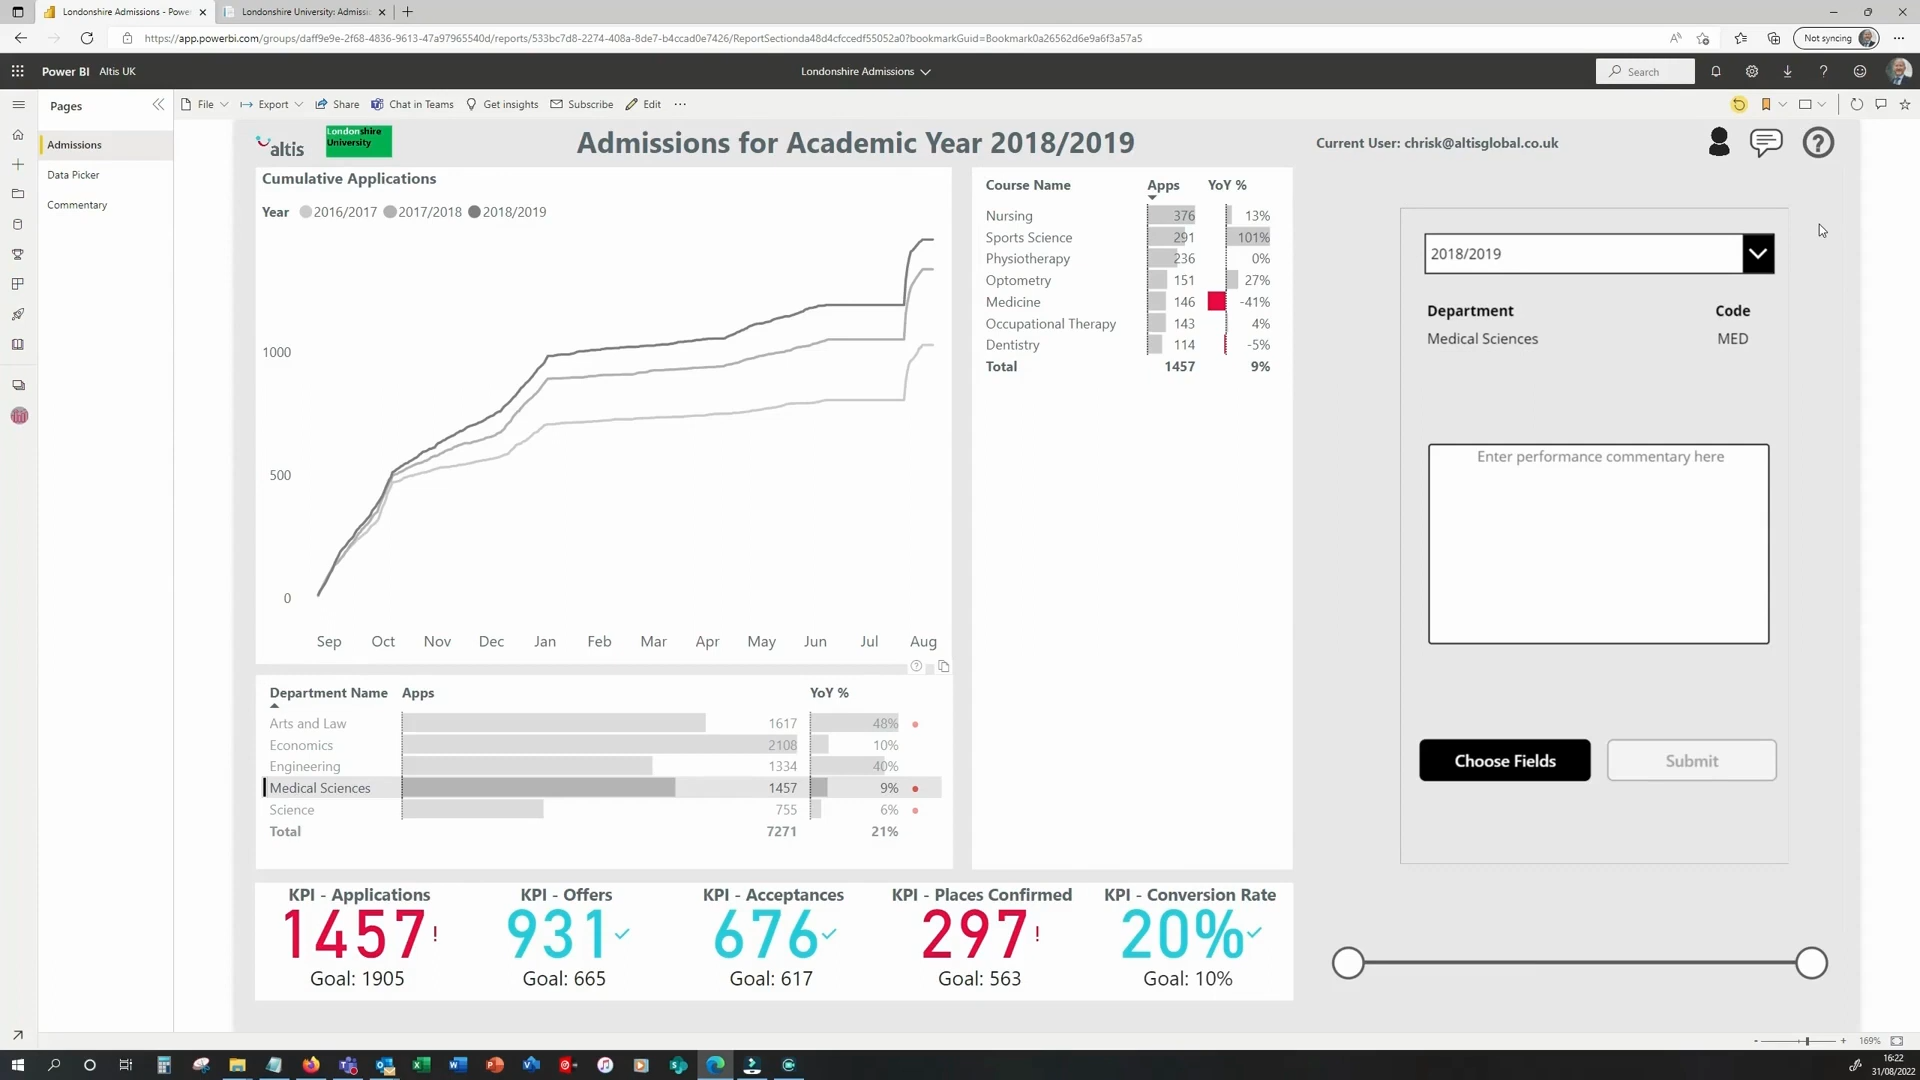 Londonshire Admissions - Power
Londonshire University: Admissi
https://app.powerbi.com/groups/daff9e9e-2f68-4836-9613-47a97965540d/reports/533bc7d8-2274-408a-8de7-b4ccad0e7426/ReportSectionda48d4cfccedf55052a0?bookmarkGuid=Bookmark0a26562d6e9a6f3a57a5
Not syncing
Power BI Altis UK
Londonshire Admissions
Search
Pages
File Export Share Chat in Teams Get insights Subscribe Edit
Admissions
Data Picker
Commentary
altis
Londonshire
University
Admissions for Academic Year 2018/2019
Current User: chrisk@altisglobal.co.uk
Cumulative Applications
Year 2016/2017 2017/2018 2018/2019
1000
500
0
Sep Oct Nov Dec Jan Feb Mar Apr May Jun Jul Aug
Course Name Apps YoY %
Nursing 376 13%
Sports Science 291 101%
Physiotherapy 236 0%
Optometry 151 27%
Medicine 146 -41%
Occupational Therapy 143 4%
Dentistry 114 -5%
Total 1457 9%
2018/2019
Department Code
Medical Sciences MED
Enter performance commentary here
Choose Fields Submit
Department Name Apps YoY %
Arts and Law 1617 48%
Economics 2108 10%
Engineering 1334 40%
Medical Sciences 1457 9%
Science 755 6%
Total 7271 21%
KPI - Applications
1457!
Goal: 1905
KPI - Offers
931
Goal: 665
KPI - Acceptances
676
Goal: 617
KPI - Places Confirmed
297!
Goal: 563
KPI - Conversion Rate
20%
Goal: 10%
- + 169%
16:22
31/08/2022